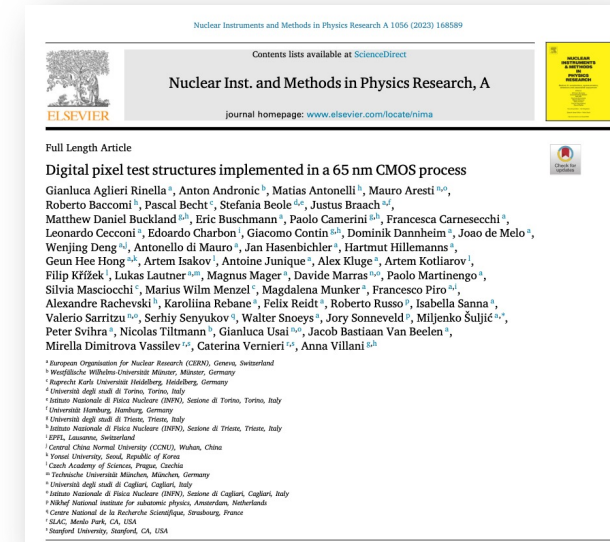 Nuclear Instruments and Methods in Physics Research A 1056 (2023) 168589
Contents lists available at ScienceDirect
Nuclear Inst. and Methods in Physics Research, A
journal homepage: www.elsevier.com/locate/nima
ELSEVIER
NUCLEAR
INSTRUMENTS
& METHODS
IN
PHYSICS
RESEARCH
Full Length Article
Check for
updates
Digital pixel test structures implemented in a 65 nm CMOS process
Gianluca Aglieri Rinella a, Anton Andronic b, Matias Antonelli h, Mauro Aresti n,o,
Roberto Baccomi h, Pascal Becht c, Stefania Beole d,e, Justus Braach a,f,
Matthew Daniel Buckland g,h, Eric Buschmann a, Paolo Camerini g,h, Francesca Carnesecchi a,
Leonardo Cecconi a, Edoardo Charbon i, Giacomo Contin g,h, Dominik Dannheim a, Joao de Melo a,
Wenjing Deng a,j, Antonello di Mauro a, Jan Hasenbichler a, Hartmut Hillemanns a,
Geun Hee Hong a,k, Artem Isakov l, Antoine Junique a, Alex Kluge a, Artem Kotliarov l,
Filip Křížek l, Lukas Lautner a,m, Magnus Mager a, Davide Marras n,o, Paolo Martinengo a,
Silvia Masciocchi c, Marius Wilm Menzel c, Magdalena Munker a, Francesco Piro a,i,
Alexandre Rachevski h, Karoliina Rebane a, Felix Reidt a, Roberto Russo p, Isabella Sanna a,
Valerio Sarritzu n,o, Serhiy Senyukov q, Walter Snoeys a, Jory Sonneveld p, Miljenko Šuljić a,*,
Peter Svihra a, Nicolas Tiltmann b, Gianluca Usai n,o, Jacob Bastiaan Van Beelen a,
Mirella Dimitrova Vassilev r,s, Caterina Vernieri r,s, Anna Villani g,h
a European Organisation for Nuclear Research (CERN), Geneva, Switzerland
b Westfälische Wilhelms-Universität Münster, Münster, Germany
c Ruprecht Karls Universität Heidelberg, Heidelberg, Germany
d Università degli studi di Torino, Torino, Italy
e Istituto Nazionale di Fisica Nucleare (INFN), Sezione di Torino, Torino, Italy
f Universität Hamburg, Hamburg, Germany
g Università degli studi di Trieste, Trieste, Italy
h Istituto Nazionale di Fisica Nucleare (INFN), Sezione di Trieste, Trieste, Italy
i EPFL, Lausanne, Switzerland
j Central China Normal University (CCNU), Wuhan, China
k Yonsei University, Seoul, Republic of Korea
l Czech Academy of Sciences, Prague, Czechia
m Technische Universität München, München, Germany
n Università degli studi di Cagliari, Cagliari, Italy
o Istituto Nazionale di Fisica Nucleare (INFN), Sezione di Cagliari, Cagliari, Italy
p Nikhef National institute for subatomic physics, Amsterdam, Netherlands
q Centre National de la Recherche Scientifique, Strasbourg, France
r SLAC, Menlo Park, CA, USA
s Stanford University, Stanford, CA, USA